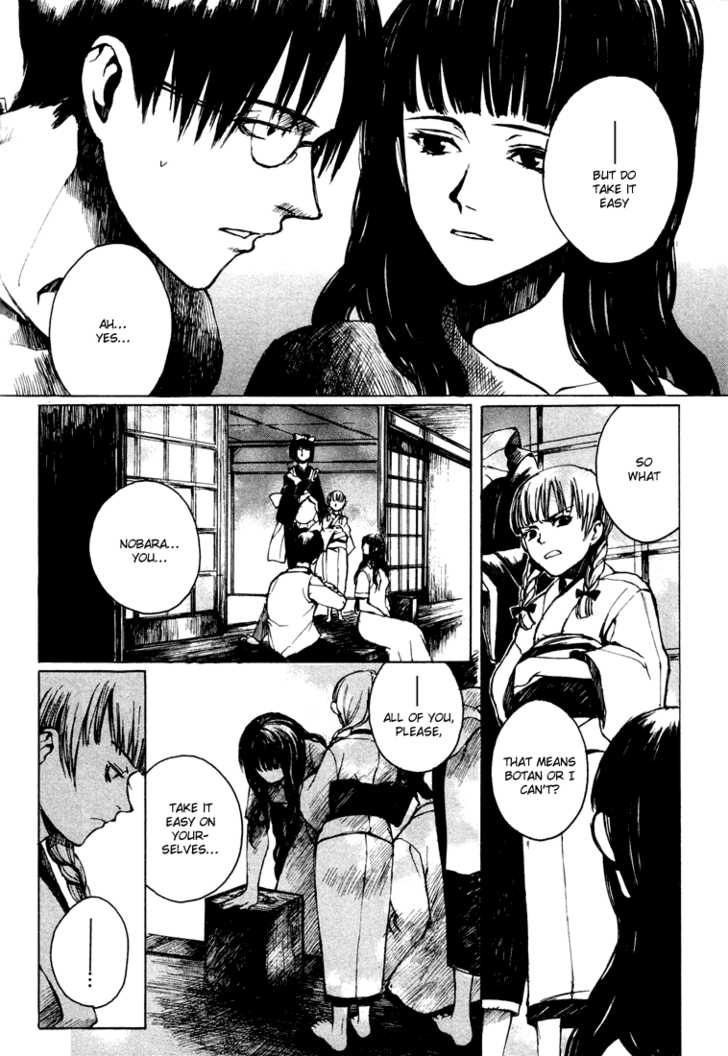 —
BUT DO
TAKE IT
EASY
AH...
YES...
SO
WHAT
THAT MEANS
BOTAN OR I
CAN'T?
NOBARA...
YOU...
—
ALL OF YOU,
PLEASE,
TAKE IT
EASY ON
YOUR-
SELVES...
—...